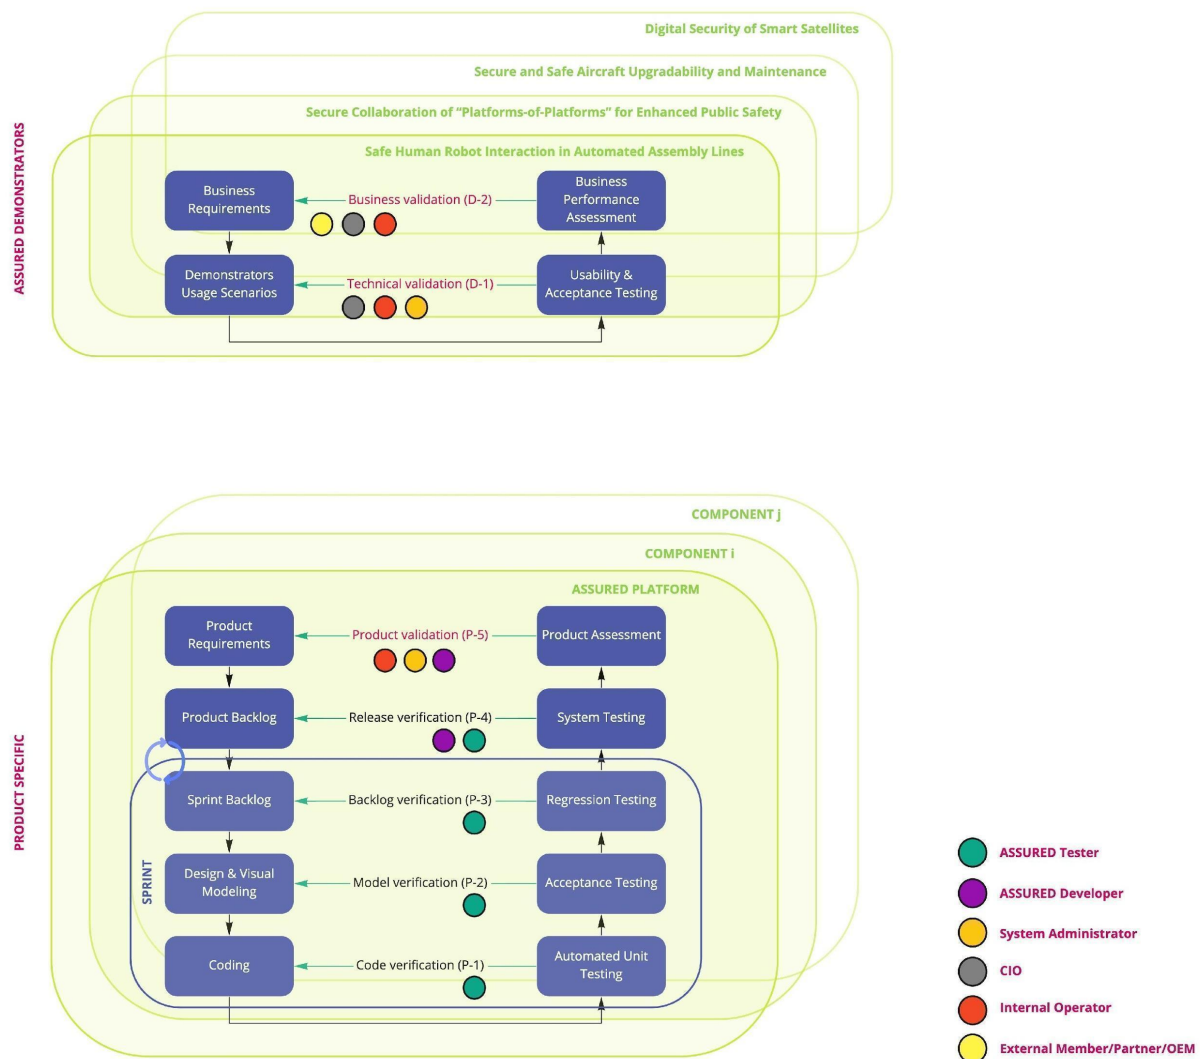 Digital Security of Smart Satellites
Secure and Safe Aircraft Upgradability and Maintenance
Secure Collaboration of “Platforms-of-Platforms” for Enhanced Public Safety
Safe Human Robot Interaction in Automated Assembly Lines
ASSURED DEMONSTRATORS
Business
Requirements
Business validation (D-2)
Business
Performance
Assessment
Demonstrators
Usage Scenarios
Technical validation (D-1)
Usability &
Acceptance Testing
COMPONENT j
COMPONENT i
ASSURED PLATFORM
PRODUCT SPECIFIC
Product
Requirements
Product validation (P-5)
Product Assessment
Product Backlog
Release verification (P-4)
System Testing
SPRINT
Sprint Backlog
Backlog verification (P-3)
Regression Testing
Design & Visual
Modeling
Model verification (P-2)
Acceptance Testing
Coding
Code verification (P-1)
Automated Unit
Testing
ASSURED Tester
ASSURED Developer
System Administrator
CIO
Internal Operator
External Member/Partner/OEM